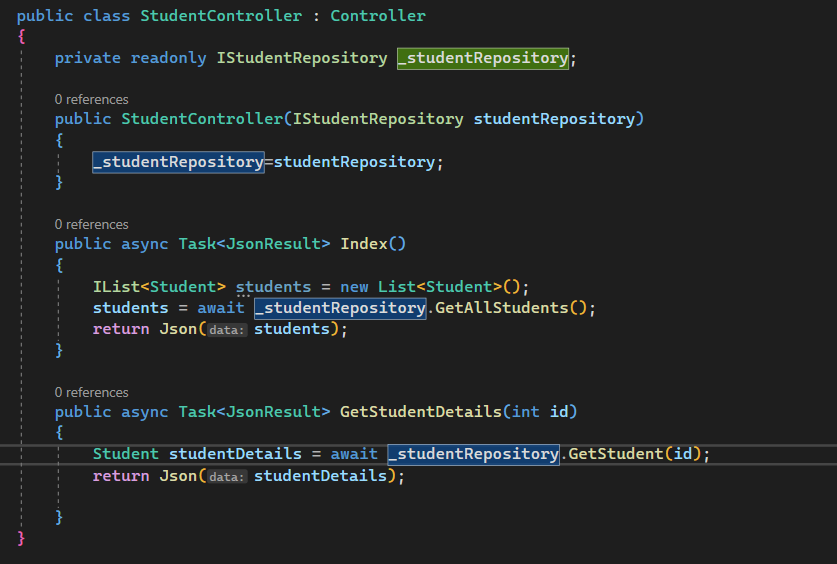 public class StudentController : Controller
{
private readonly IStudentRepository _studentRepository;
0 references
public StudentController(IStudentRepository studentRepository)
{
_studentRepository=studentRepository;
}
0 references
public async Task<JsonResult> Index()
{
IList<Student> students = new List<Student>();
students = await _studentRepository.GetAllStudents();
return Json(data: students);
}
0 references
public async Task<JsonResult> GetStudentDetails(int id)
{
Student studentDetails = await _studentRepository.GetStudent(id);
return Json(data: studentDetails);
}
}